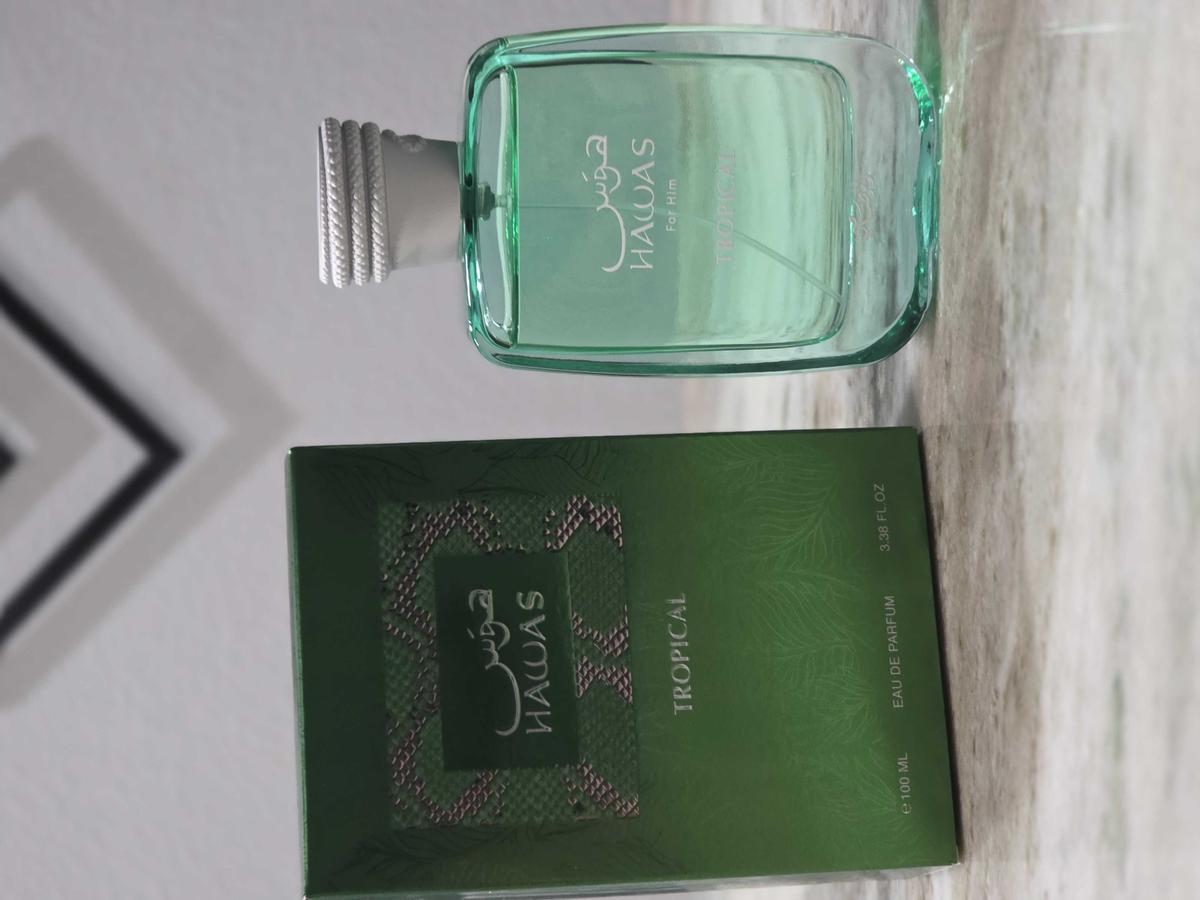 هوس
HAWAS
TROPICAL
e 100 ML
EAU DE PARFUM
3.38 FL.OZ
هوس
HAWAS
For Him
TROPICAL